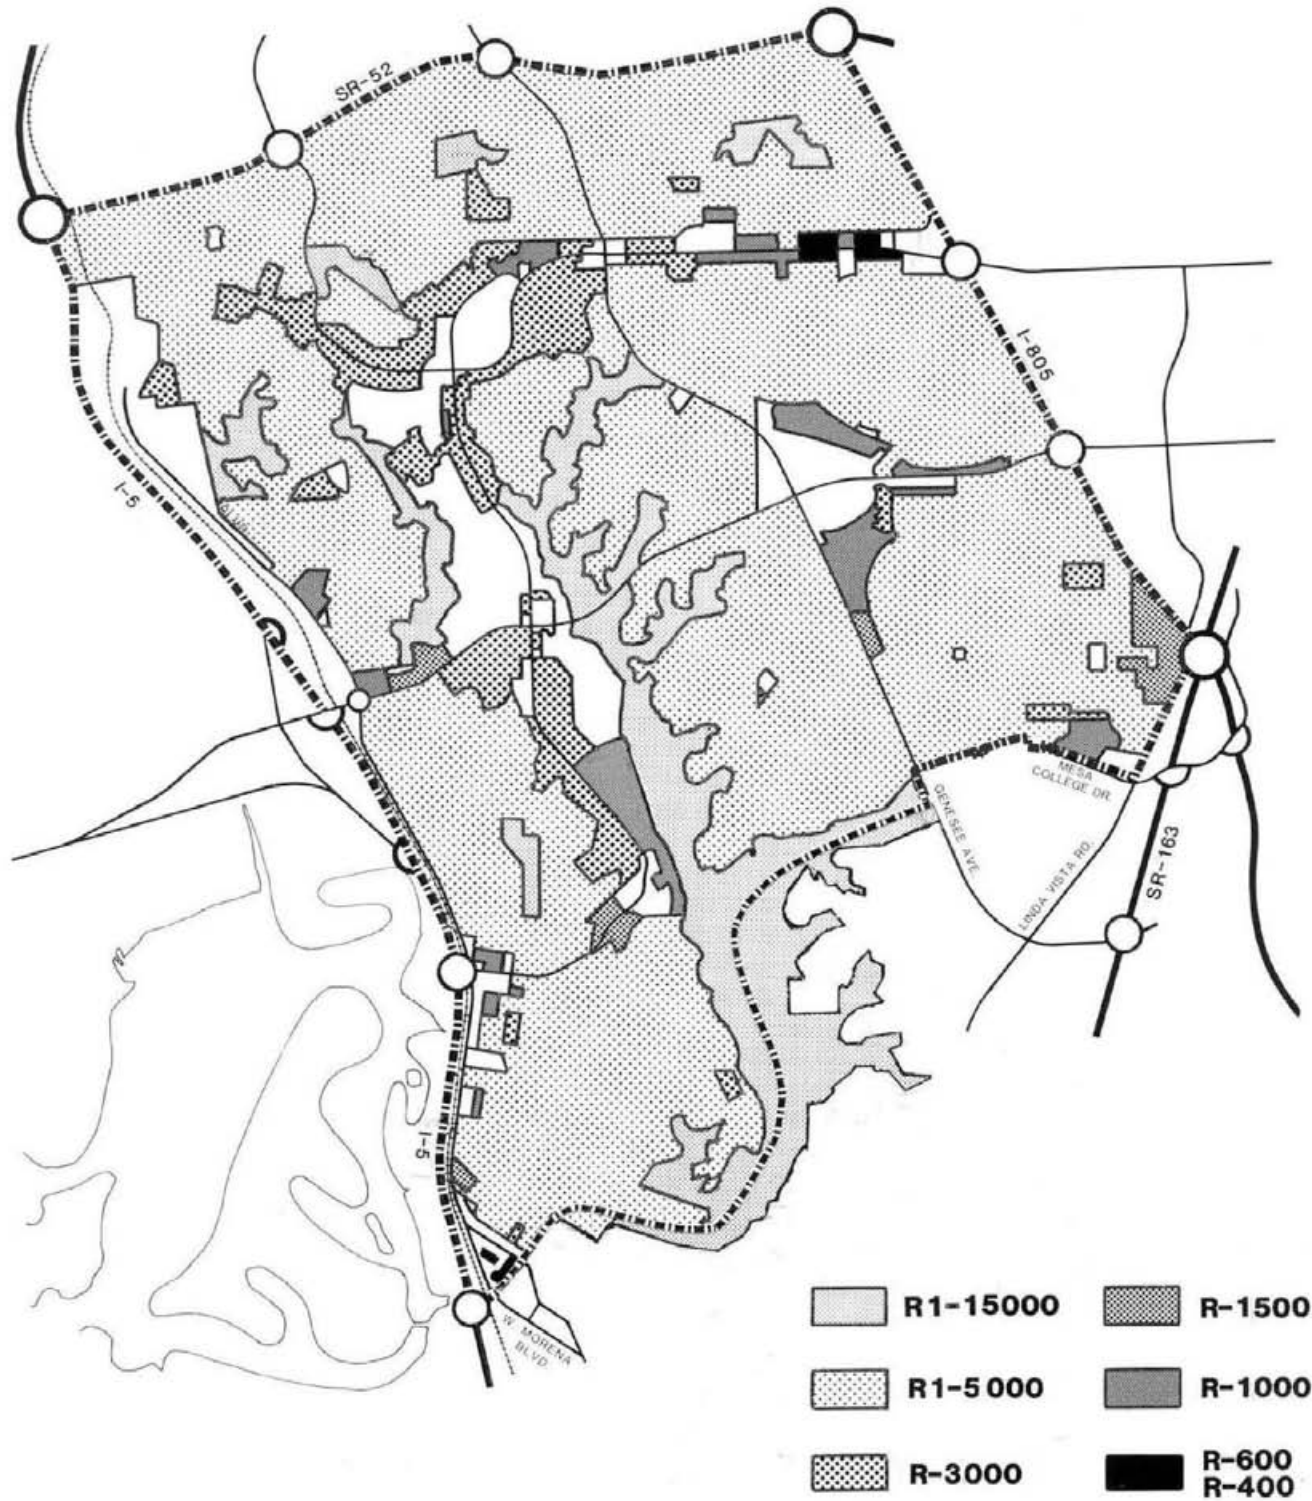 SR-52
I-805
I-5
MESA
COLLEGE DR.
GENESEE AVE.
LINDA VISTA RD.
SR-163
I-5
W. MORENA
BLVD.
R1-15000
R-1500
R1-5000
R-1000
R-3000
R-600
R-400